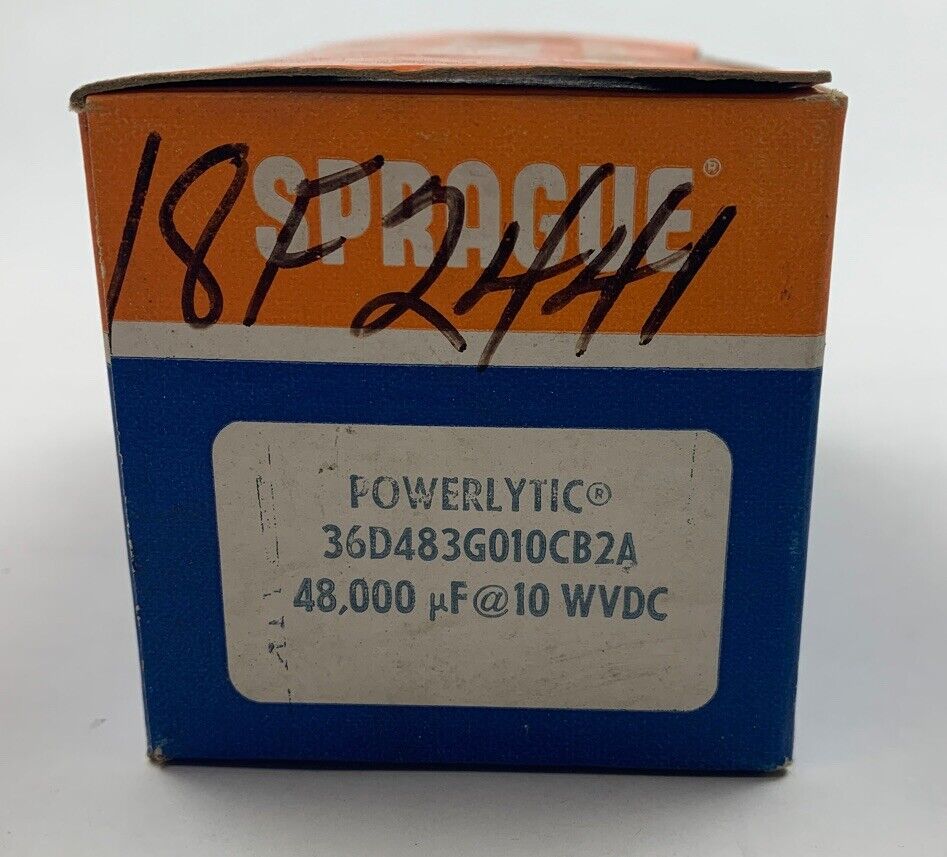 SPRAGUE®
18F2441
POWERLYTIC®
36D483G010CB2A
48,000 µF@10 WVDC